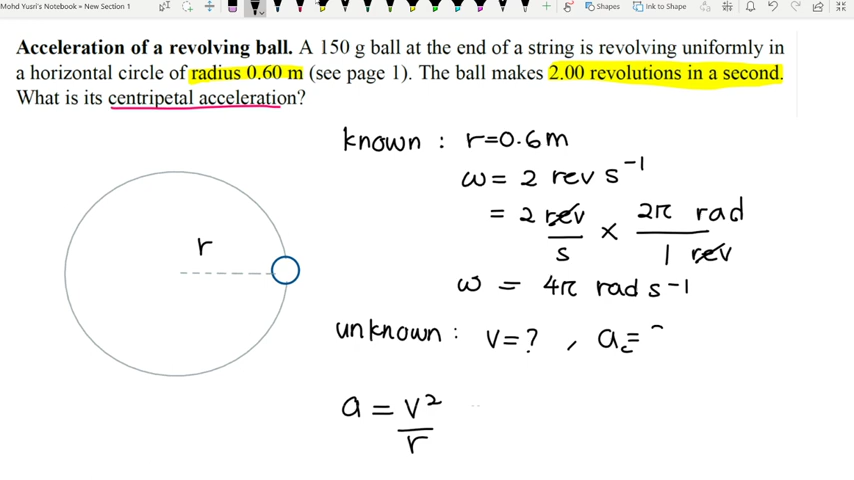 Mohd Yusri's Notebook » New Section 1
Shapes
Ink to Shape
Acceleration of a revolving ball. A 150 g ball at the end of a string is revolving uniformly in
a horizontal circle of radius 0.60 m (see page 1). The ball makes 2.00 revolutions in a second.
What is its centripetal acceleration?
known : r=0.6m
ω = 2 rev s⁻¹
= 2 rev/s × 2π rad/1 rev
r
ω = 4π rad s⁻¹
unknown : v=? , a_c= ?
a = v²/r